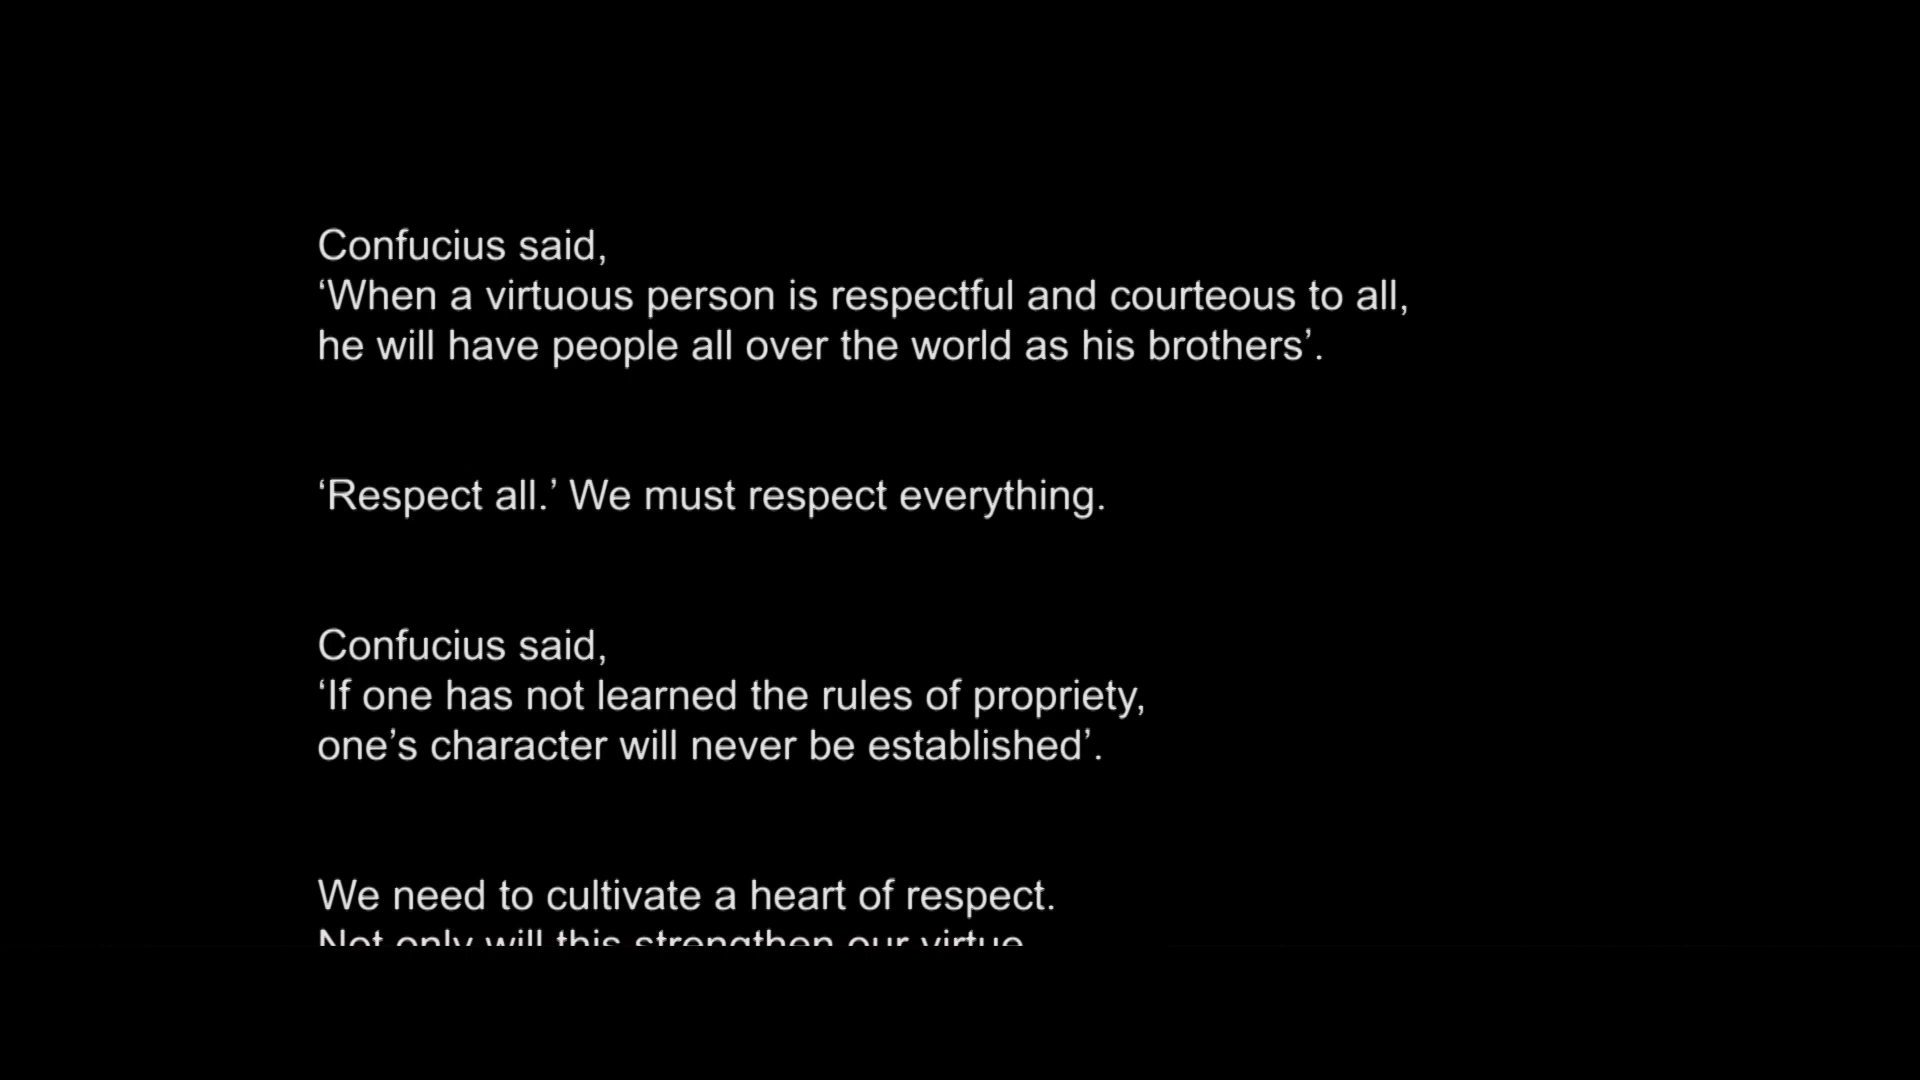 Confucius said,
‘When a virtuous person is respectful and courteous to all,
he will have people all over the world as his brothers’.
‘Respect all.’ We must respect everything.
Confucius said,
‘If one has not learned the rules of propriety,
one’s character will never be established’.
We need to cultivate a heart of respect.
Not only will this strengthen our virtue